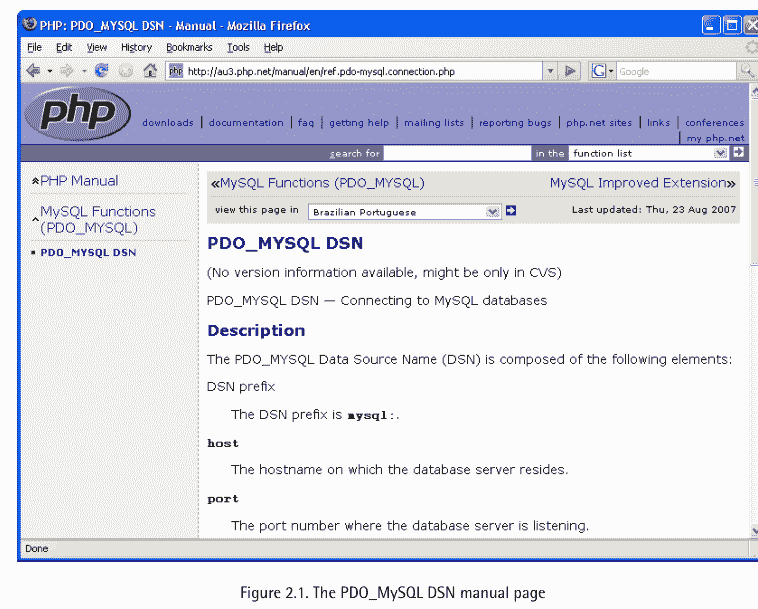 PHP: PDO_MYSQL DSN - Manual - Mozilla Firefox
File Edit View History Bookmarks Tools Help
php http://au3.php.net/manual/en/ref.pdo-mysql.connection.php G Google
php
downloads | documentation | faq | getting help | mailing lists | reporting bugs | php.net sites | links | conferences
| my php.net
search for in the function list
PHP Manual
MySQL Functions
(PDO_MYSQL)
PDO_MYSQL DSN
«MySQL Functions (PDO_MYSQL) MySQL Improved Extension»
view this page in Brazilian Portuguese Last updated: Thu, 23 Aug 2007
PDO_MYSQL DSN
(No version information available, might be only in CVS)
PDO_MYSQL DSN — Connecting to MySQL databases
Description
The PDO_MYSQL Data Source Name (DSN) is composed of the following elements:
DSN prefix
The DSN prefix is mysql:.
host
The hostname on which the database server resides.
port
The port number where the database server is listening.
Done
Figure 2.1. The PDO_MySQL DSN manual page